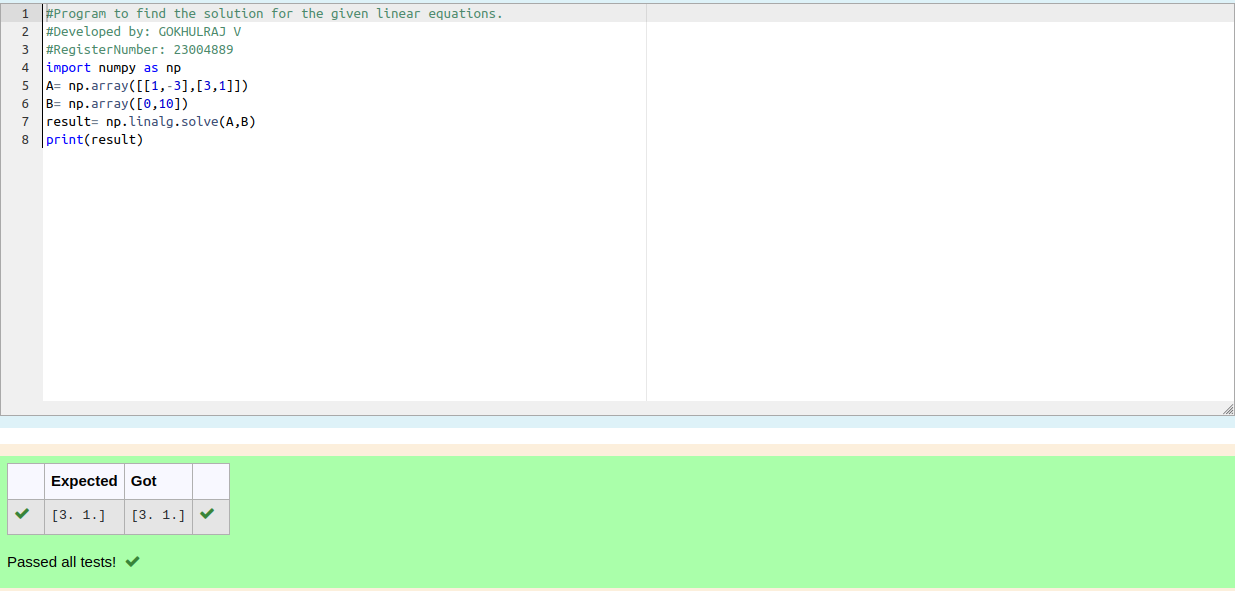 1 #Program to find the solution for the given linear equations.
2 #Developed by: GOKHULRAJ V
3 #RegisterNumber: 23004889
4 import numpy as np
5 A= np.array([[1,-3],[3,1]])
6 B= np.array([0,10])
7 result= np.linalg.solve(A,B)
8 print(result)
Expected Got
[3. 1.] [3. 1.]
Passed all tests!